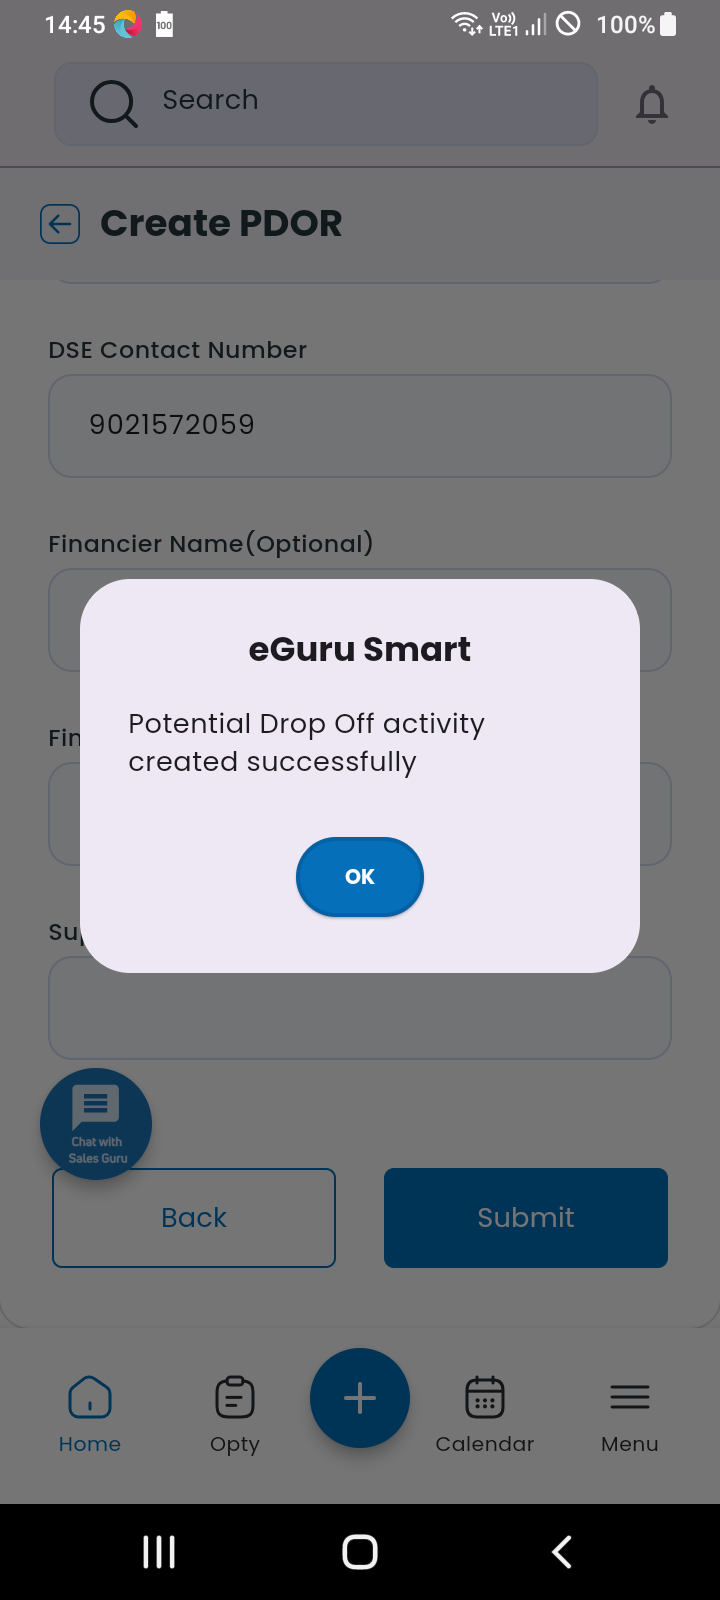 14:45
100
Vo))
LTE1
100%
Search
Create PDOR
DSE Contact Number
9021572059
Financier Name(Optional)
eGuru Smart
Fin
Potential Drop Off activity
created successfully
OK
Sup
Chat with
Sales Guru
Back
Submit
Home
Opty
Calendar
Menu